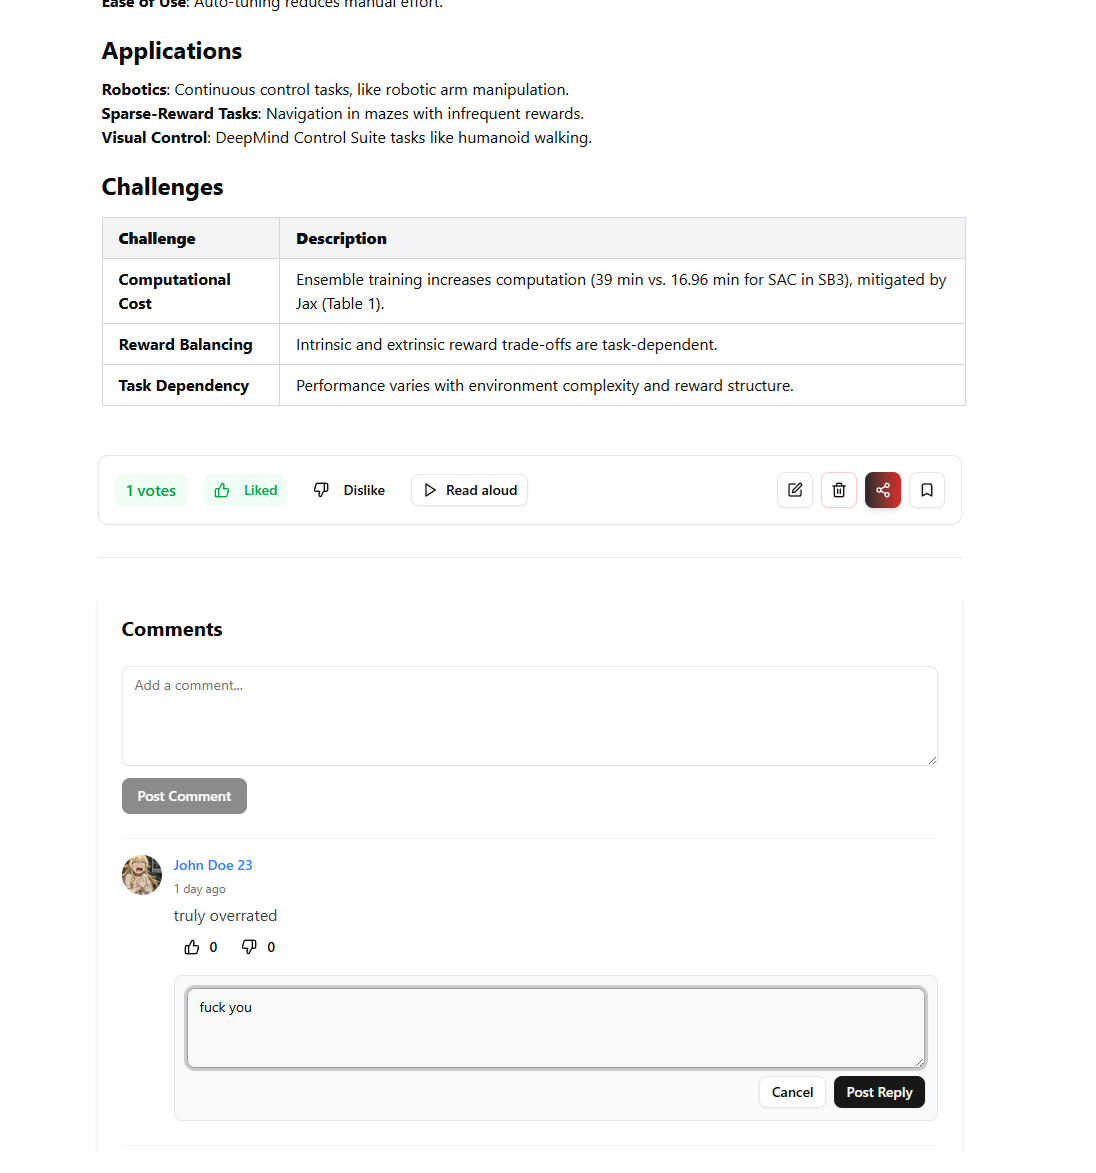 Ease of Use: Auto-tuning reduces manual effort.
Applications
Robotics: Continuous control tasks, like robotic arm manipulation.
Sparse-Reward Tasks: Navigation in mazes with infrequent rewards.
Visual Control: DeepMind Control Suite tasks like humanoid walking.
Challenges
Challenge Description
Computational Cost Ensemble training increases computation (39 min vs. 16.96 min for SAC in SB3), mitigated by
Jax (Table 1).
Reward Balancing Intrinsic and extrinsic reward trade-offs are task-dependent.
Task Dependency Performance varies with environment complexity and reward structure.
1 votes Liked Dislike Read aloud
Comments
Add a comment...
Post Comment
John Doe 23
1 day ago
truly overrated
0 0
fuck you
Cancel Post Reply